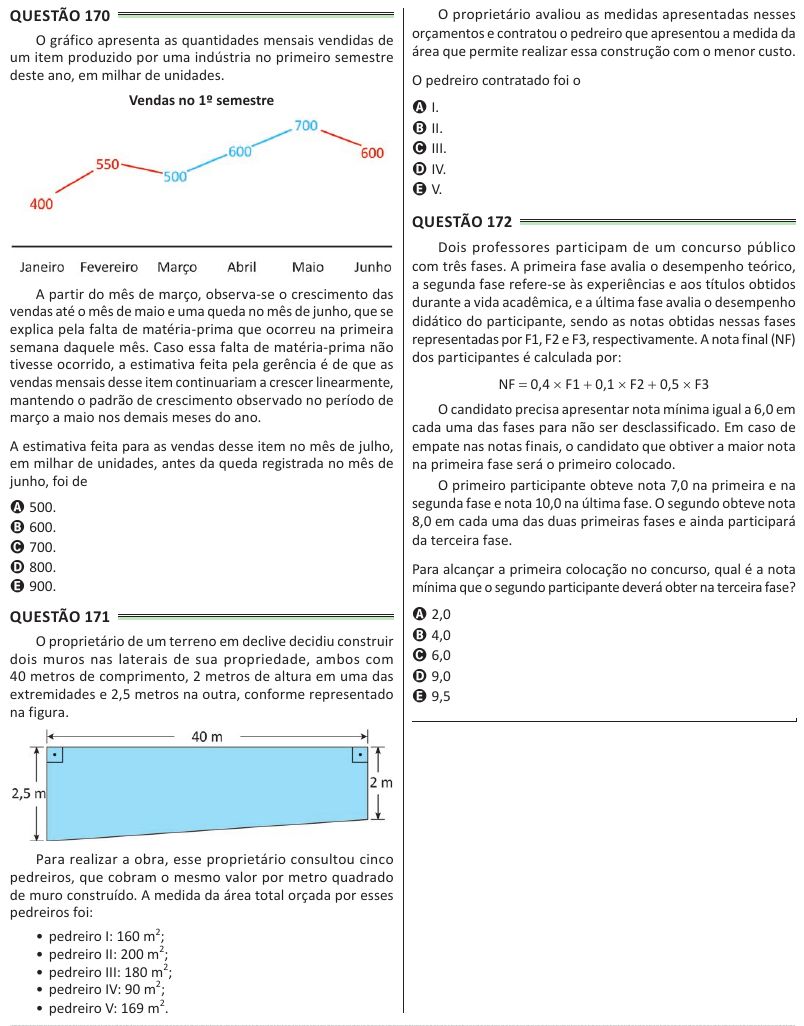 QUESTÃO 170
O gráfico apresenta as quantidades mensais vendidas de
um item produzido por uma indústria no primeiro semestre
deste ano, em milhar de unidades.
Vendas no 1º semestre
400
550
500
600
700
600
Janeiro Fevereiro Março Abril Maio Junho
A partir do mês de março, observa-se o crescimento das
vendas até o mês de maio e uma queda no mês de junho, que se
explica pela falta de matéria-prima que ocorreu na primeira
semana daquele mês. Caso essa falta de matéria-prima não
tivesse ocorrido, a estimativa feita pela gerência é de que as
vendas mensais desse item continuariam a crescer linearmente,
mantendo o padrão de crescimento observado no período de
março a maio nos demais meses do ano.
A estimativa feita para as vendas desse item no mês de julho,
em milhar de unidades, antes da queda registrada no mês de
junho, foi de
A 500.
B 600.
C 700.
D 800.
E 900.
QUESTÃO 171
O proprietário de um terreno em declive decidiu construir
dois muros nas laterais de sua propriedade, ambos com
40 metros de comprimento, 2 metros de altura em uma das
extremidades e 2,5 metros na outra, conforme representado
na figura.
40 m
2,5 m
2 m
Para realizar a obra, esse proprietário consultou cinco
pedreiros, que cobram o mesmo valor por metro quadrado
de muro construído. A medida da área total orçada por esses
pedreiros foi:
• pedreiro I: 160 m²;
• pedreiro II: 200 m²;
• pedreiro III: 180 m²;
• pedreiro IV: 90 m²;
• pedreiro V: 169 m².
O proprietário avaliou as medidas apresentadas nesses
orçamentos e contratou o pedreiro que apresentou a medida da
área que permite realizar essa construção com o menor custo.
O pedreiro contratado foi o
A I.
B II.
C III.
D IV.
E V.
QUESTÃO 172
Dois professores participam de um concurso público
com três fases. A primeira fase avalia o desempenho teórico,
a segunda fase refere-se às experiências e aos títulos obtidos
durante a vida acadêmica, e a última fase avalia o desempenho
didático do participante, sendo as notas obtidas nessas fases
representadas por F1, F2 e F3, respectivamente. A nota final (NF)
dos participantes é calculada por:
NF = 0,4 × F1 + 0,1 × F2 + 0,5 × F3
O candidato precisa apresentar nota mínima igual a 6,0 em
cada uma das fases para não ser desclassificado. Em caso de
empate nas notas finais, o candidato que obtiver a maior nota
na primeira fase será o primeiro colocado.
O primeiro participante obteve nota 7,0 na primeira e na
segunda fase e nota 10,0 na última fase. O segundo obteve nota
8,0 em cada uma das duas primeiras fases e ainda participará
da terceira fase.
Para alcançar a primeira colocação no concurso, qual é a nota
mínima que o segundo participante deverá obter na terceira fase?
A 2,0
B 4,0
C 6,0
D 9,0
E 9,5